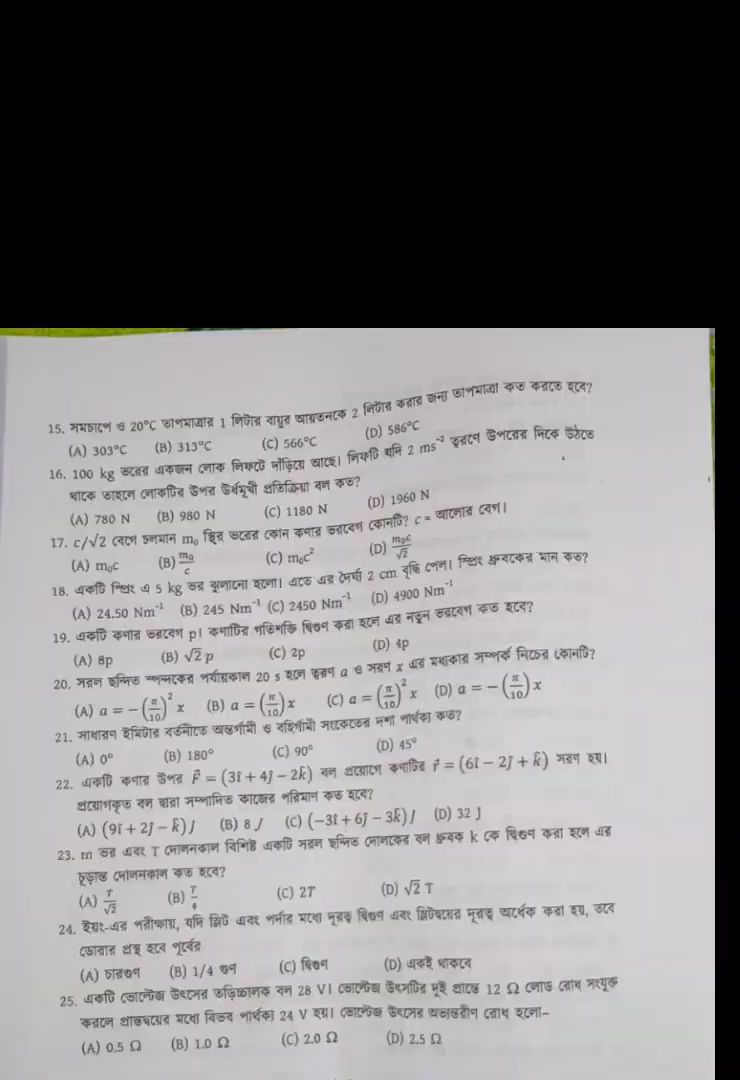 15. সমচাপে ও 20°C তাপমাত্রার 1 লিটার বায়ুর আয়তনকে 2 লিটার করার জন্য তাপমাত্রা কত করতে হবে?
(A) 303°C (B) 313°C (C) 566°C (D) 586°C
16. 100 kg ভরের একজন লোক লিফটে দাঁড়িয়ে আছে। লিফটি যদি 2 ms⁻² ত্বরণে উপরের দিকে উঠতে
থাকে তাহলে লোকটির উপর উর্ধমূখী প্রতিক্রিয়া বল কত?
(A) 780 N (B) 980 N (C) 1180 N (D) 1960 N
17. c/√2 বেগে চলমান m₀ স্থির ভরের কোন কণার ভরবেগ কোনটি? c = আলোর বেগ।
(A) m₀c (B) m₀/c (C) m₀c² (D) m₀c/√2
18. একটি স্প্রিং এ 5 kg ভর ঝুলানো হলো। এতে এর দৈর্ঘ্য 2 cm বৃদ্ধি পেল। স্প্রিং ধ্রুবকের মান কত?
(A) 24.50 Nm⁻¹ (B) 245 Nm⁻¹ (C) 2450 Nm⁻¹ (D) 4900 Nm⁻¹
19. একটি কণার ভরবেগ p। কণাটির গতিশক্তি দ্বিগুণ করা হলে এর নতুন ভরবেগ কত হবে?
(A) 8p (B) √2 p (C) 2p (D) 4p
20. সরল ছন্দিত স্পন্দকের পর্যায়কাল 20 s হলে ত্বরণ a ও সরণ x এর মধ্যকার সম্পর্ক নিচের কোনটি?
(A) a = −(π/10)² x (B) a = (π/10) x (C) a = (π/10)² x (D) a = −(π/10) x
21. সাধারণ ইমিটার বর্তনীতে অন্তর্গামী ও বহির্গামী সংকেতের দশা পার্থক্য কত?
(A) 0° (B) 180° (C) 90° (D) 45°
22. একটি কণার উপর F⃗ = (3î + 4ĵ − 2k̂) বল প্রয়োগে কণাটির r⃗ = (6î − 2ĵ + k̂) সরণ হয়।
প্রয়োগকৃত বল দ্বারা সম্পাদিত কাজের পরিমাণ কত হবে?
(A) (9î + 2ĵ − k̂) J (B) 8 J (C) (−3î + 6ĵ − 3k̂) J (D) 32 J
23. m ভর এবং T দোলনকাল বিশিষ্ট একটি সরল ছন্দিত দোলকের বল ধ্রুবক k কে দ্বিগুণ করা হলে এর
চূড়ান্ত দোলনকাল কত হবে?
(A) T/√2 (B) T/4 (C) 2T (D) √2 T
24. ইয়ং-এর পরীক্ষায়, যদি স্লিট এবং পর্দার মধ্যে দূরত্ব দ্বিগুণ এবং স্লিটদ্বয়ের দূরত্ব অর্ধেক করা হয়, তবে
ডোরার প্রস্থ হবে পূর্বের
(A) চারগুণ (B) 1/4 গুণ (C) দ্বিগুণ (D) একই থাকবে
25. একটি ভোল্টেজ উৎসের তড়িচ্চালক বল 28 V। ভোল্টেজ উৎসটির দুই প্রান্তে 12 Ω লোড রোধ সংযুক্ত
করলে প্রান্তদ্বয়ের মধ্যে বিভব পার্থক্য 24 V হয়। ভোল্টেজ উৎসের অভ্যন্তরীণ রোধ হলো–
(A) 0.5 Ω (B) 1.0 Ω (C) 2.0 Ω (D) 2.5 Ω